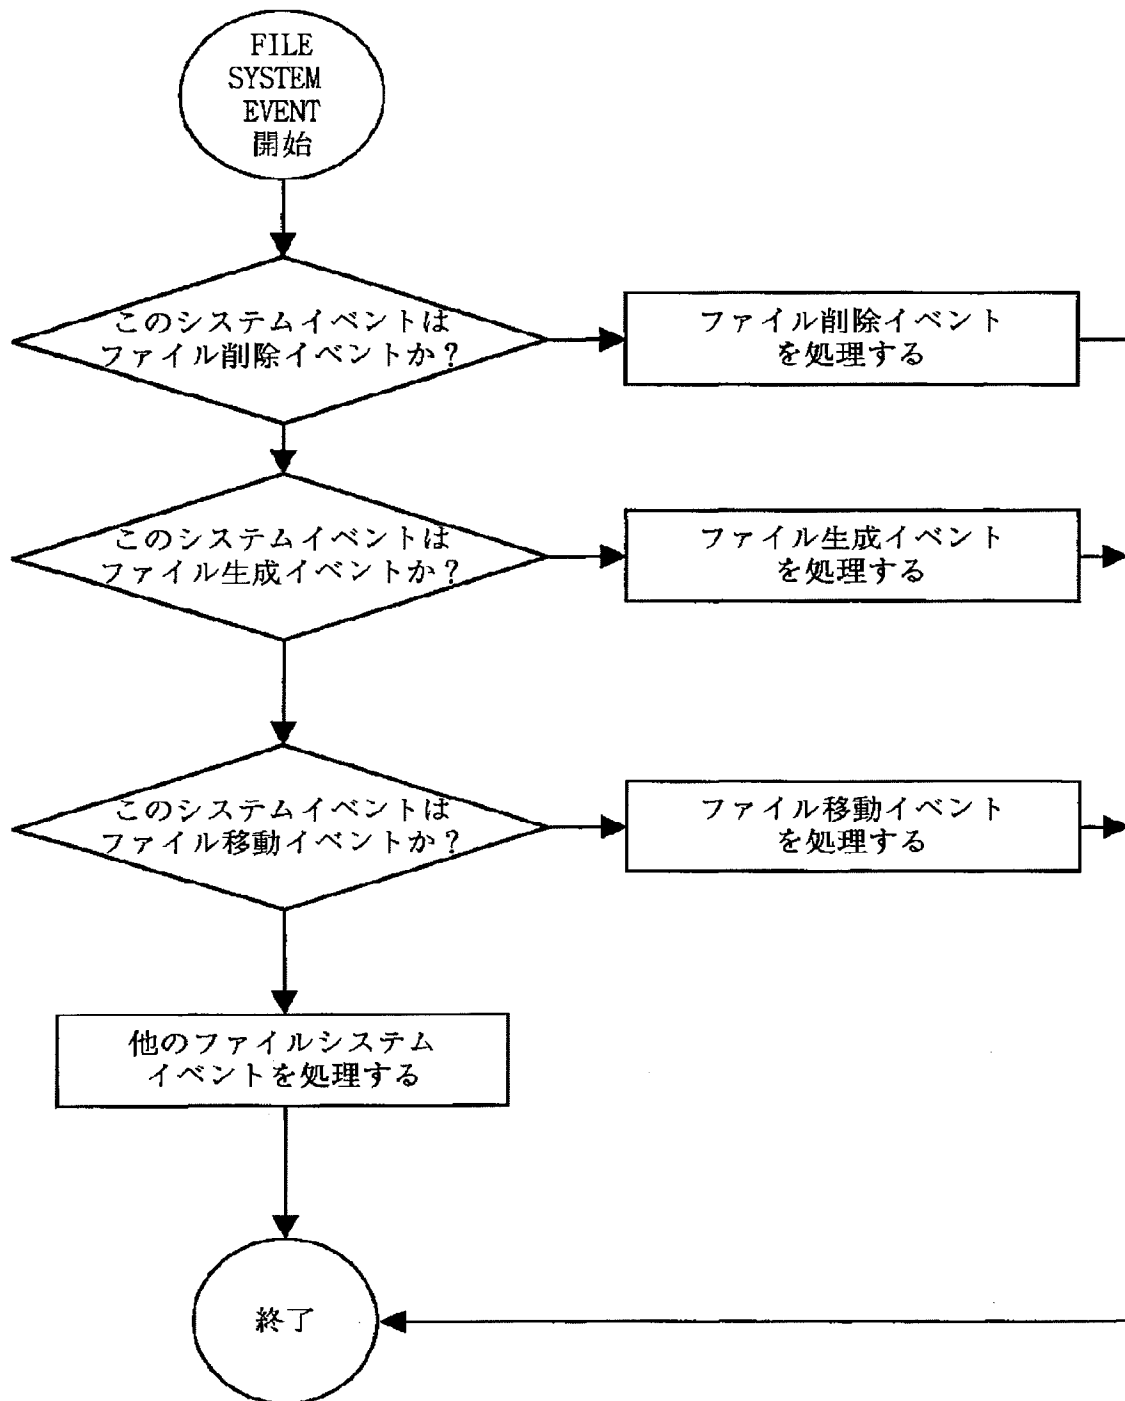 FILE
SYSTEM
EVENT
開始
このシステムイベントは
ファイル削除イベントか?
ファイル削除イベント
を処理する
このシステムイベントは
ファイル生成イベントか?
ファイル生成イベント
を処理する
このシステムイベントは
ファイル移動イベントか?
ファイル移動イベント
を処理する
他のファイルシステム
イベントを処理する
終了